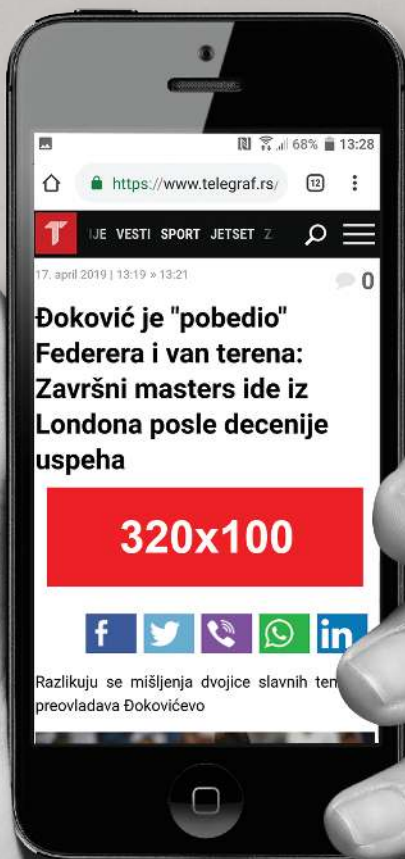 68% 13:28
https://www.telegraf.rs/ 12
T IJE VESTI SPORT JETSET Z
17. april 2019 | 13:19 » 13:21 0
Đoković je "pobedio"
Federera i van terena:
Završni masters ide iz
Londona posle decenije
uspeha
320x100
f in
Razlikuju se mišljenja dvojice slavnih
preovladava Đokovićevo